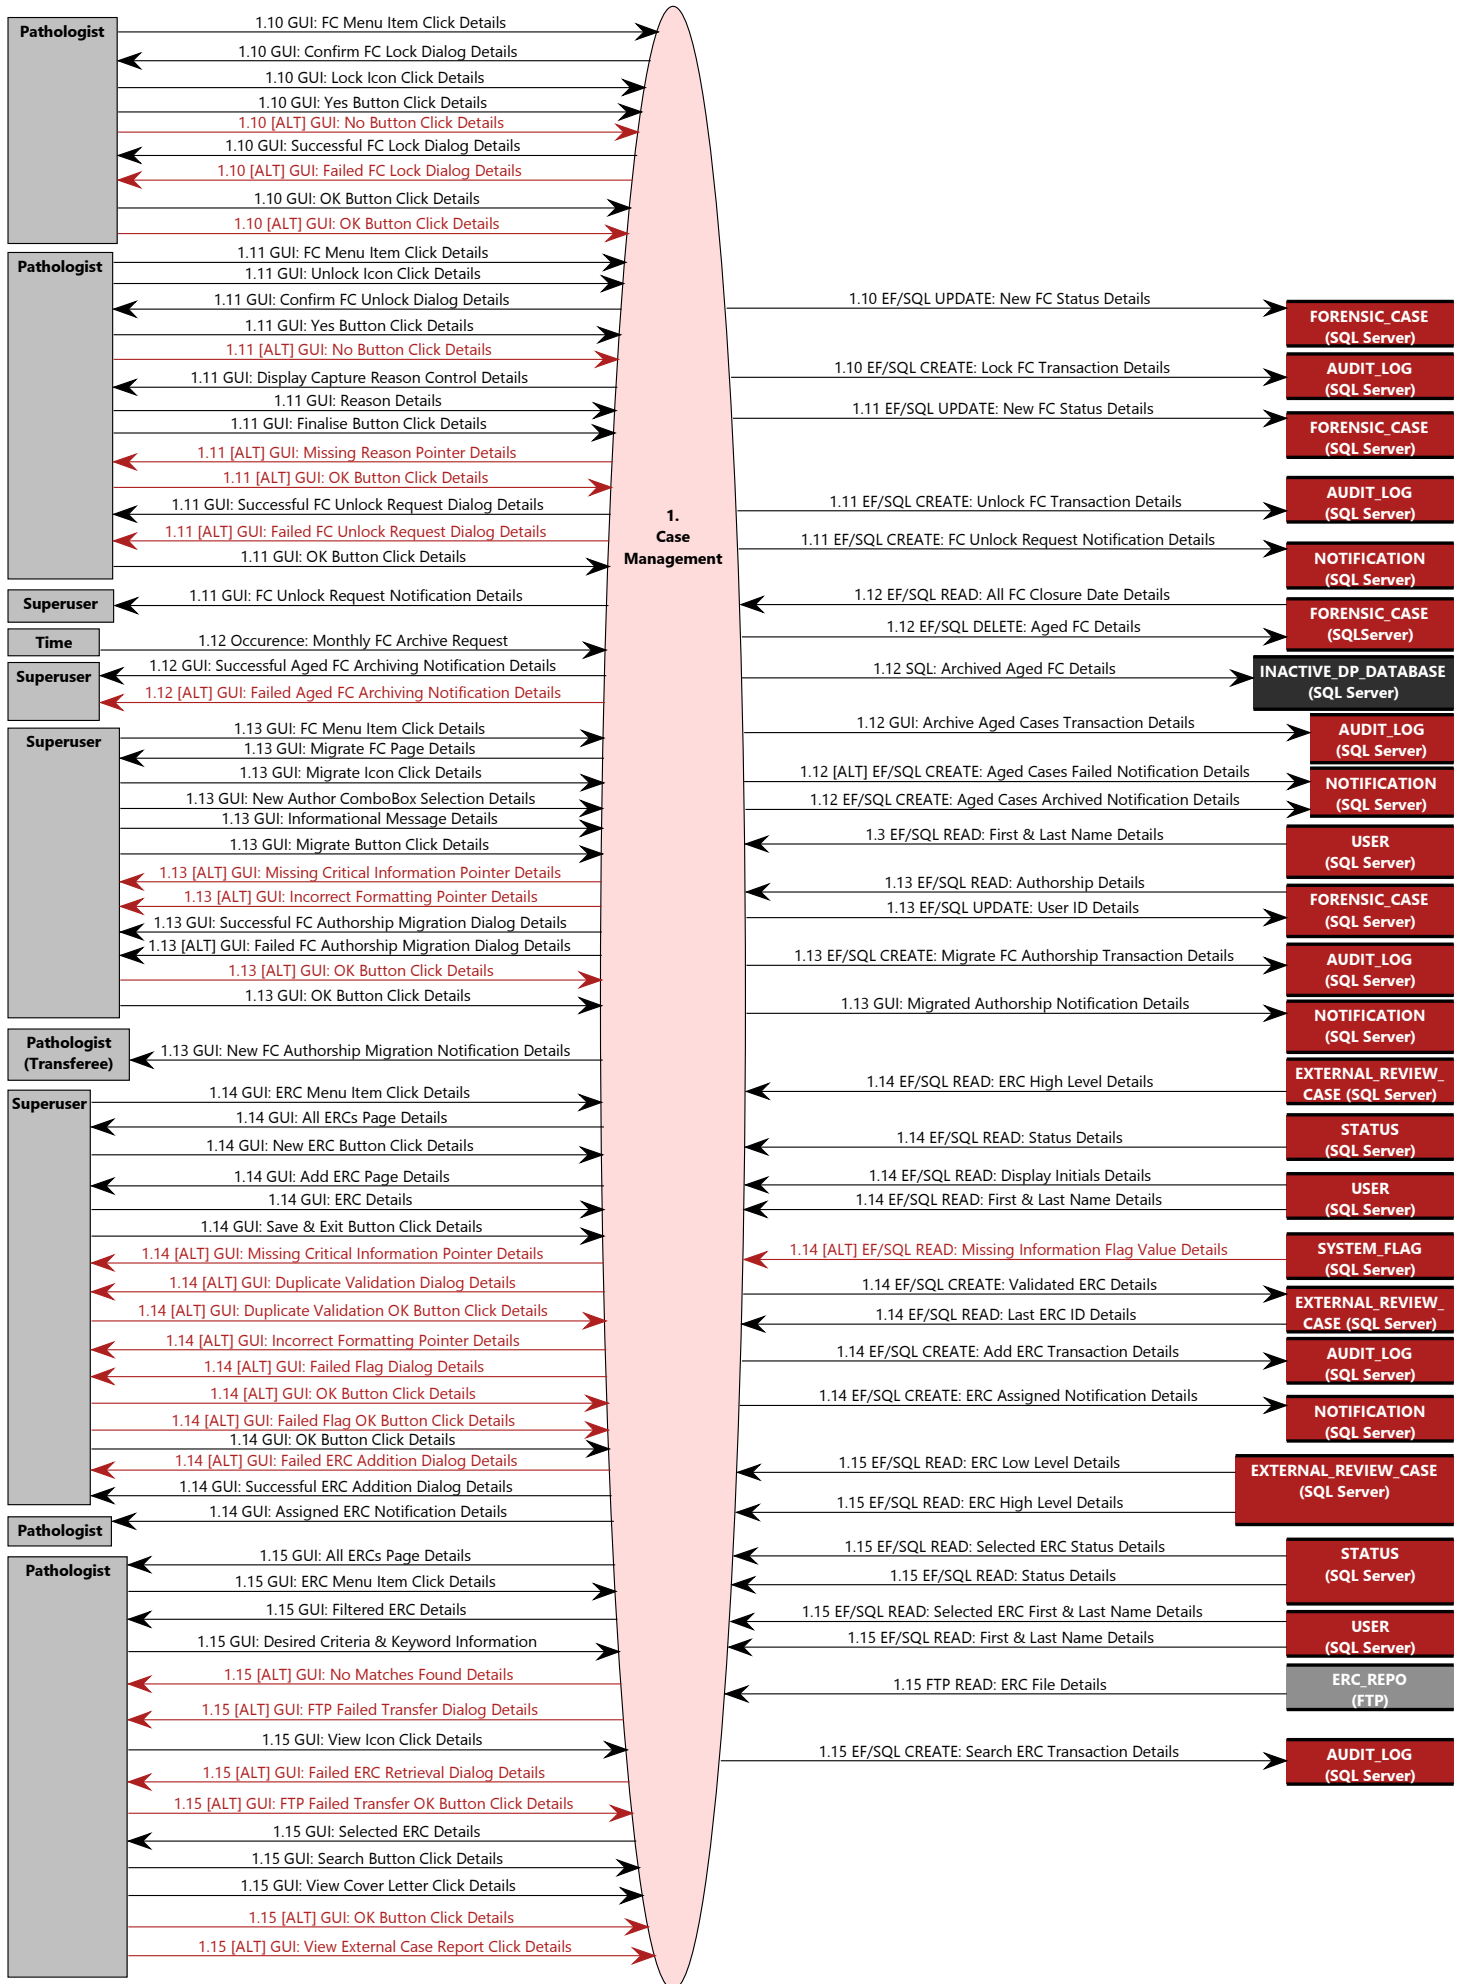 Pathologist
1.10 GUI: FC Menu Item Click Details
1.10 GUI: Confirm FC Lock Dialog Details
1.10 GUI: Lock Icon Click Details
1.10 GUI: Yes Button Click Details
1.10 [ALT] GUI: No Button Click Details
1.10 GUI: Successful FC Lock Dialog Details
1.10 [ALT] GUI: Failed FC Lock Dialog Details
1.10 GUI: OK Button Click Details
1.10 [ALT] GUI: OK Button Click Details
Pathologist
1.11 GUI: FC Menu Item Click Details
1.11 GUI: Unlock Icon Click Details
1.11 GUI: Confirm FC Unlock Dialog Details
1.11 GUI: Yes Button Click Details
1.11 [ALT] GUI: No Button Click Details
1.11 GUI: Display Capture Reason Control Details
1.11 GUI: Reason Details
1.11 GUI: Finalise Button Click Details
1.11 [ALT] GUI: Missing Reason Pointer Details
1.11 [ALT] GUI: OK Button Click Details
1.11 GUI: Successful FC Unlock Request Dialog Details
1.11 [ALT] GUI: Failed FC Unlock Request Dialog Details
1.11 GUI: OK Button Click Details
Superuser
1.11 GUI: FC Unlock Request Notification Details
Time
1.12 Occurence: Monthly FC Archive Request
Superuser
1.12 GUI: Successful Aged FC Archiving Notification Details
1.12 [ALT] GUI: Failed Aged FC Archiving Notification Details
Superuser
1.13 GUI: FC Menu Item Click Details
1.13 GUI: Migrate FC Page Details
1.13 GUI: Migrate Icon Click Details
1.13 GUI: New Author ComboBox Selection Details
1.13 GUI: Informational Message Details
1.13 GUI: Migrate Button Click Details
1.13 [ALT] GUI: Missing Critical Information Pointer Details
1.13 [ALT] GUI: Incorrect Formatting Pointer Details
1.13 GUI: Successful FC Authorship Migration Dialog Details
1.13 [ALT] GUI: Failed FC Authorship Migration Dialog Details
1.13 [ALT] GUI: OK Button Click Details
1.13 GUI: OK Button Click Details
Pathologist
(Transferee)
1.13 GUI: New FC Authorship Migration Notification Details
Superuser
1.14 GUI: ERC Menu Item Click Details
1.14 GUI: All ERCs Page Details
1.14 GUI: New ERC Button Click Details
1.14 GUI: Add ERC Page Details
1.14 GUI: ERC Details
1.14 GUI: Save & Exit Button Click Details
1.14 [ALT] GUI: Missing Critical Information Pointer Details
1.14 [ALT] GUI: Duplicate Validation Dialog Details
1.14 [ALT] GUI: Duplicate Validation OK Button Click Details
1.14 [ALT] GUI: Incorrect Formatting Pointer Details
1.14 [ALT] GUI: Failed Flag Dialog Details
1.14 [ALT] GUI: OK Button Click Details
1.14 [ALT] GUI: Failed Flag OK Button Click Details
1.14 GUI: OK Button Click Details
1.14 [ALT] GUI: Failed ERC Addition Dialog Details
1.14 GUI: Successful ERC Addition Dialog Details
Pathologist
1.14 GUI: Assigned ERC Notification Details
Pathologist
1.15 GUI: All ERCs Page Details
1.15 GUI: ERC Menu Item Click Details
1.15 GUI: Filtered ERC Details
1.15 GUI: Desired Criteria & Keyword Information
1.15 [ALT] GUI: No Matches Found Details
1.15 [ALT] GUI: FTP Failed Transfer Dialog Details
1.15 GUI: View Icon Click Details
1.15 [ALT] GUI: Failed ERC Retrieval Dialog Details
1.15 [ALT] GUI: FTP Failed Transfer OK Button Click Details
1.15 GUI: Selected ERC Details
1.15 GUI: Search Button Click Details
1.15 GUI: View Cover Letter Click Details
1.15 [ALT] GUI: OK Button Click Details
1.15 [ALT] GUI: View External Case Report Click Details
1.
Case
Management
1.10 EF/SQL UPDATE: New FC Status Details
FORENSIC_CASE
(SQL Server)
1.10 EF/SQL CREATE: Lock FC Transaction Details
AUDIT_LOG
(SQL Server)
1.11 EF/SQL UPDATE: New FC Status Details
FORENSIC_CASE
(SQL Server)
1.11 EF/SQL CREATE: Unlock FC Transaction Details
AUDIT_LOG
(SQL Server)
1.11 EF/SQL CREATE: FC Unlock Request Notification Details
NOTIFICATION
(SQL Server)
1.12 EF/SQL READ: All FC Closure Date Details
1.12 EF/SQL DELETE: Aged FC Details
FORENSIC_CASE
(SQLServer)
1.12 SQL: Archived Aged FC Details
INACTIVE_DP_DATABASE
(SQL Server)
1.12 GUI: Archive Aged Cases Transaction Details
AUDIT_LOG
(SQL Server)
1.12 [ALT] EF/SQL CREATE: Aged Cases Failed Notification Details
1.12 EF/SQL CREATE: Aged Cases Archived Notification Details
NOTIFICATION
(SQL Server)
1.3 EF/SQL READ: First & Last Name Details
USER
(SQL Server)
1.13 EF/SQL READ: Authorship Details
1.13 EF/SQL UPDATE: User ID Details
FORENSIC_CASE
(SQL Server)
1.13 EF/SQL CREATE: Migrate FC Authorship Transaction Details
AUDIT_LOG
(SQL Server)
1.13 GUI: Migrated Authorship Notification Details
NOTIFICATION
(SQL Server)
1.14 EF/SQL READ: ERC High Level Details
EXTERNAL_REVIEW_
CASE (SQL Server)
1.14 EF/SQL READ: Status Details
STATUS
(SQL Server)
1.14 EF/SQL READ: Display Initials Details
1.14 EF/SQL READ: First & Last Name Details
USER
(SQL Server)
1.14 [ALT] EF/SQL READ: Missing Information Flag Value Details
SYSTEM_FLAG
(SQL Server)
1.14 EF/SQL CREATE: Validated ERC Details
1.14 EF/SQL READ: Last ERC ID Details
EXTERNAL_REVIEW_
CASE (SQL Server)
1.14 EF/SQL CREATE: Add ERC Transaction Details
AUDIT_LOG
(SQL Server)
1.14 EF/SQL CREATE: ERC Assigned Notification Details
NOTIFICATION
(SQL Server)
1.15 EF/SQL READ: ERC Low Level Details
1.15 EF/SQL READ: ERC High Level Details
EXTERNAL_REVIEW_CASE
(SQL Server)
1.15 EF/SQL READ: Selected ERC Status Details
1.15 EF/SQL READ: Status Details
STATUS
(SQL Server)
1.15 EF/SQL READ: Selected ERC First & Last Name Details
1.15 EF/SQL READ: First & Last Name Details
USER
(SQL Server)
1.15 FTP READ: ERC File Details
ERC_REPO
(FTP)
1.15 EF/SQL CREATE: Search ERC Transaction Details
AUDIT_LOG
(SQL Server)